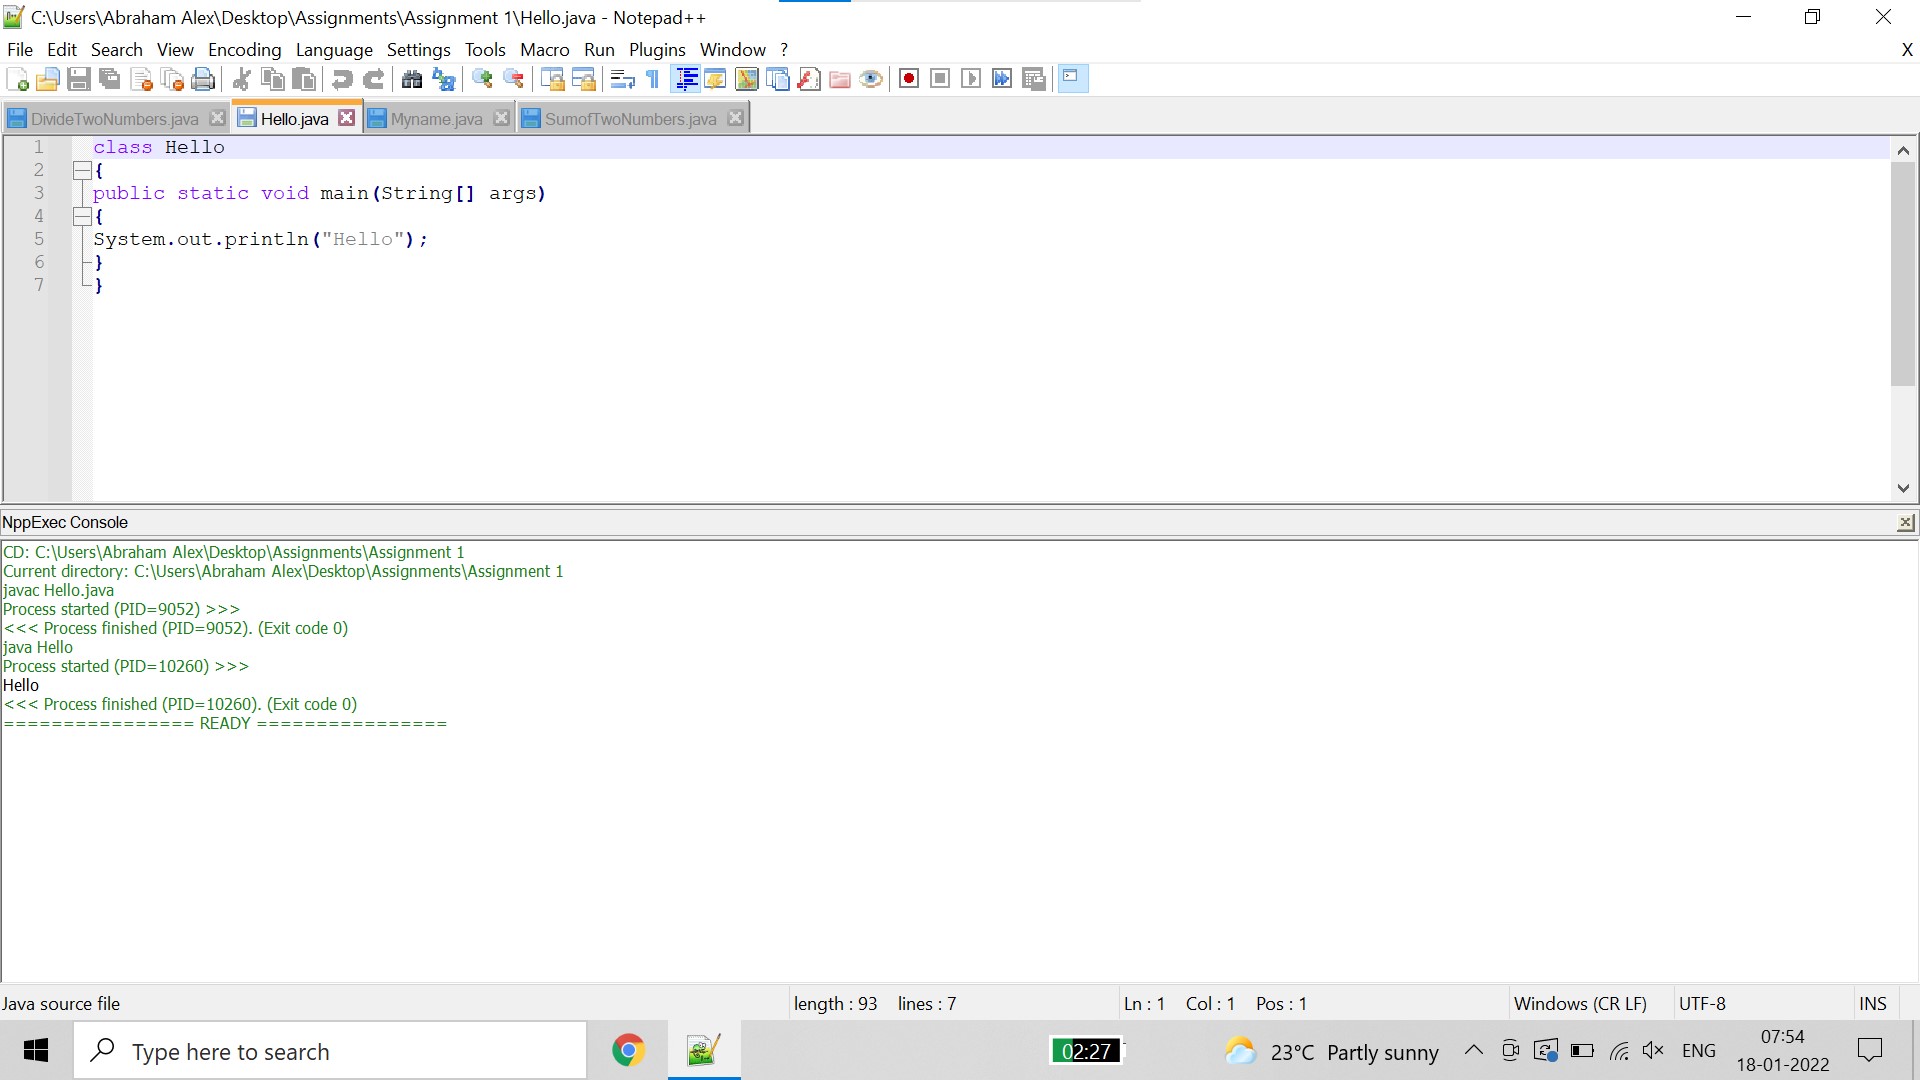 C:\Users\Abraham Alex\Desktop\Assignments\Assignment 1\Hello.java - Notepad++
File Edit Search View Encoding Language Settings Tools Macro Run Plugins Window ? X
DivideTwoNumbers.java Hello.java Myname.java SumofTwoNumbers.java
1 class Hello
2 {
3 public static void main(String[] args)
4 {
5 System.out.println("Hello");
6 }
7 }
NppExec Console
CD: C:\Users\Abraham Alex\Desktop\Assignments\Assignment 1
Current directory: C:\Users\Abraham Alex\Desktop\Assignments\Assignment 1
javac Hello.java
Process started (PID=9052) >>>
<<< Process finished (PID=9052). (Exit code 0)
java Hello
Process started (PID=10260) >>>
Hello
<<< Process finished (PID=10260). (Exit code 0)
================ READY ================
Java source file length : 93 lines : 7 Ln : 1 Col : 1 Pos : 1 Windows (CR LF) UTF-8 INS
Type here to search 02:27 23°C Partly sunny ENG 07:54
18-01-2022